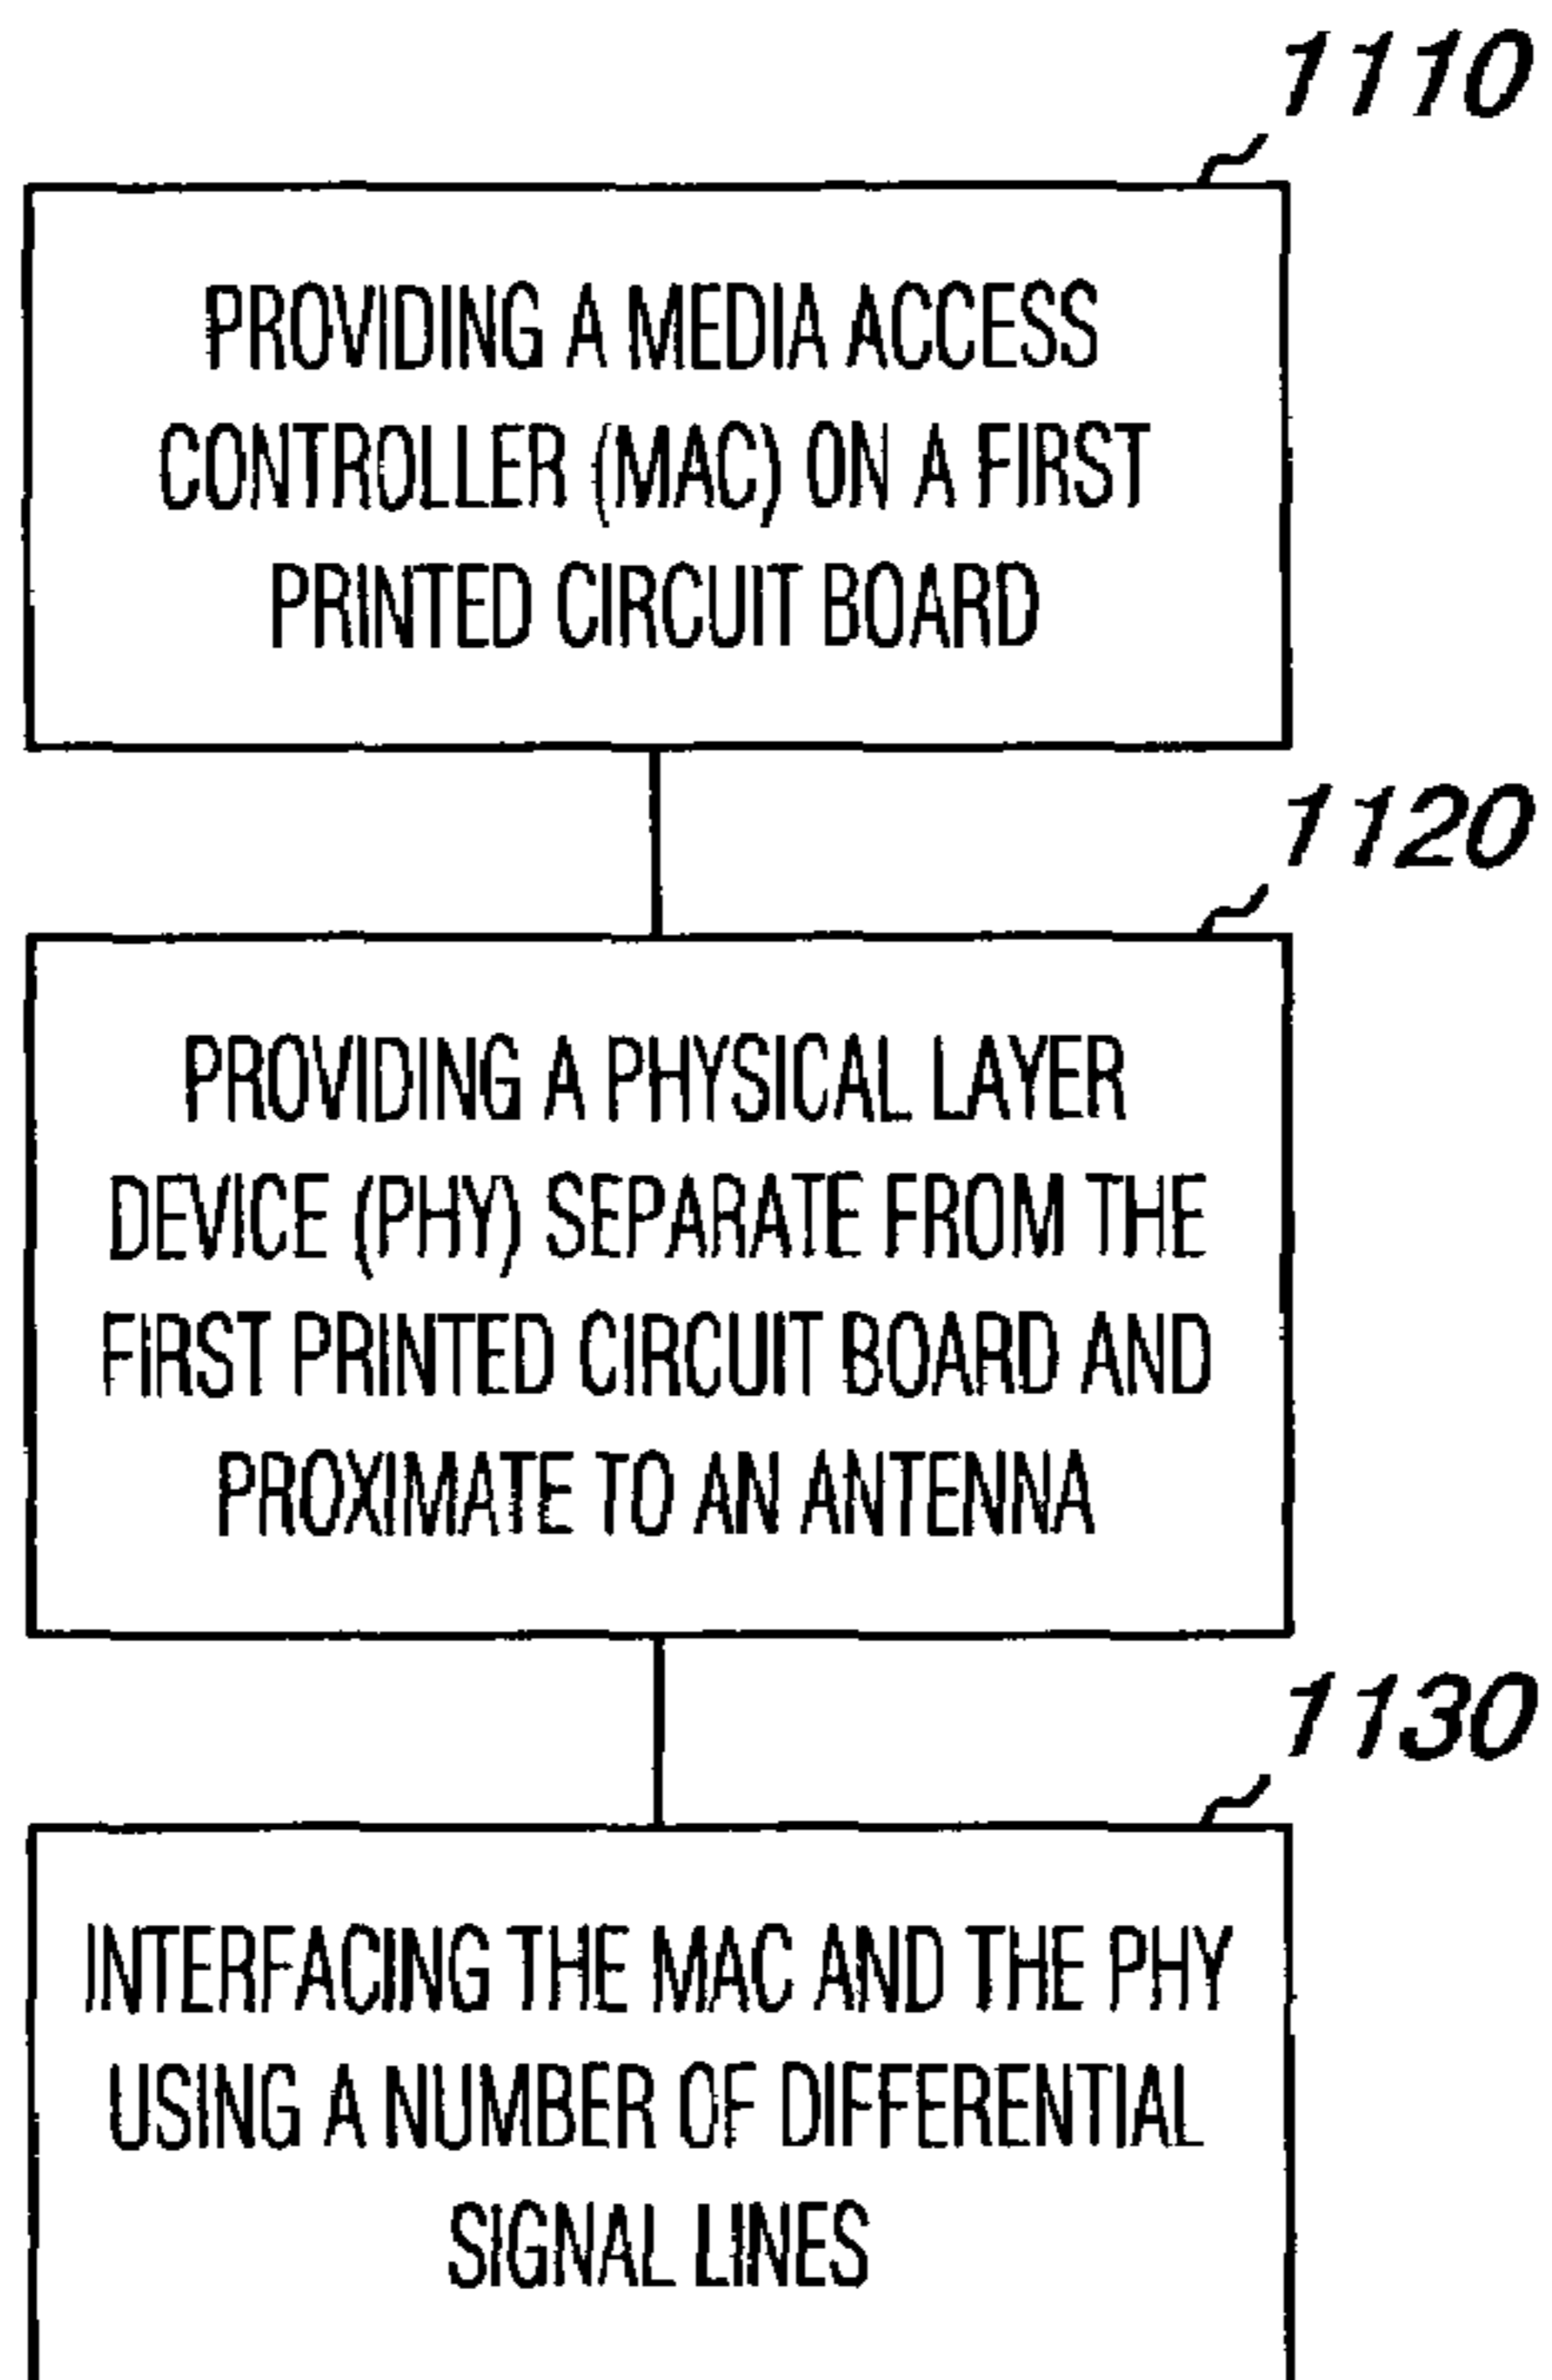 1110
PROVIDING A MEDIA ACCESS
CONTROLLER (MAC) ON A FIRST
PRINTED CIRCUIT BOARD
1120
PROVIDING A PHYSICAL LAYER
DEVICE (PHY) SEPARATE FROM THE
FIRST PRINTED CIRCUIT BOARD AND
PROXIMATE TO AN ANTENNA
1130
INTERFACING THE MAC AND THE PHY
USING A NUMBER OF DIFFERENTIAL
SIGNAL LINES